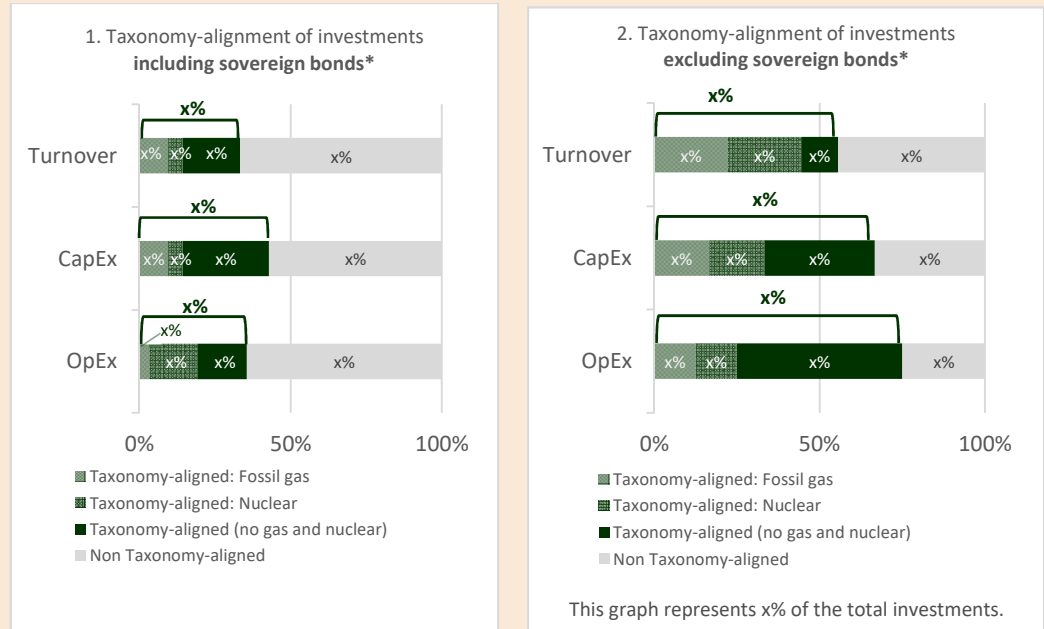 1. Taxonomy-alignment of investments
including sovereign bonds*
x%
Turnover
x% x% x% x%
x%
CapEx
x% x% x% x%
x%
x%
OpEx
x% x% x%
0% 50% 100%
Taxonomy-aligned: Fossil gas
Taxonomy-aligned: Nuclear
Taxonomy-aligned (no gas and nuclear)
Non Taxonomy-aligned
2. Taxonomy-alignment of investments
excluding sovereign bonds*
x%
Turnover
x% x% x% x%
x%
CapEx
x% x% x% x%
x%
OpEx
x% x% x% x%
0% 50% 100%
Taxonomy-aligned: Fossil gas
Taxonomy-aligned: Nuclear
Taxonomy-aligned (no gas and nuclear)
Non Taxonomy-aligned
This graph represents x% of the total investments.